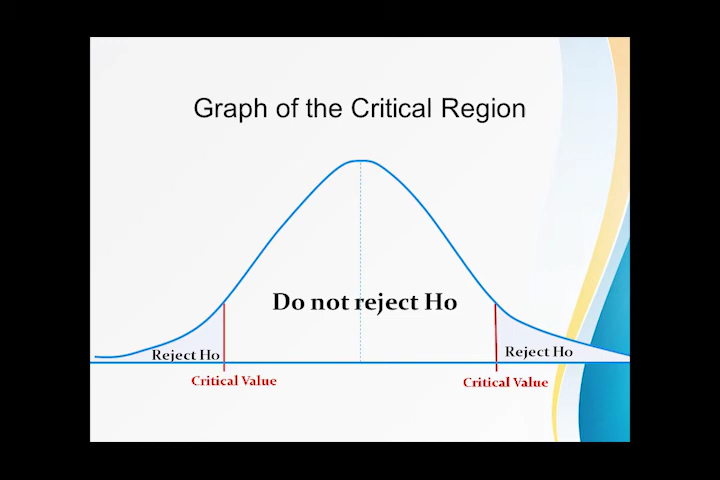 Graph of the Critical Region
Do not reject Ho
Reject Ho
Reject Ho
Critical Value
Critical Value